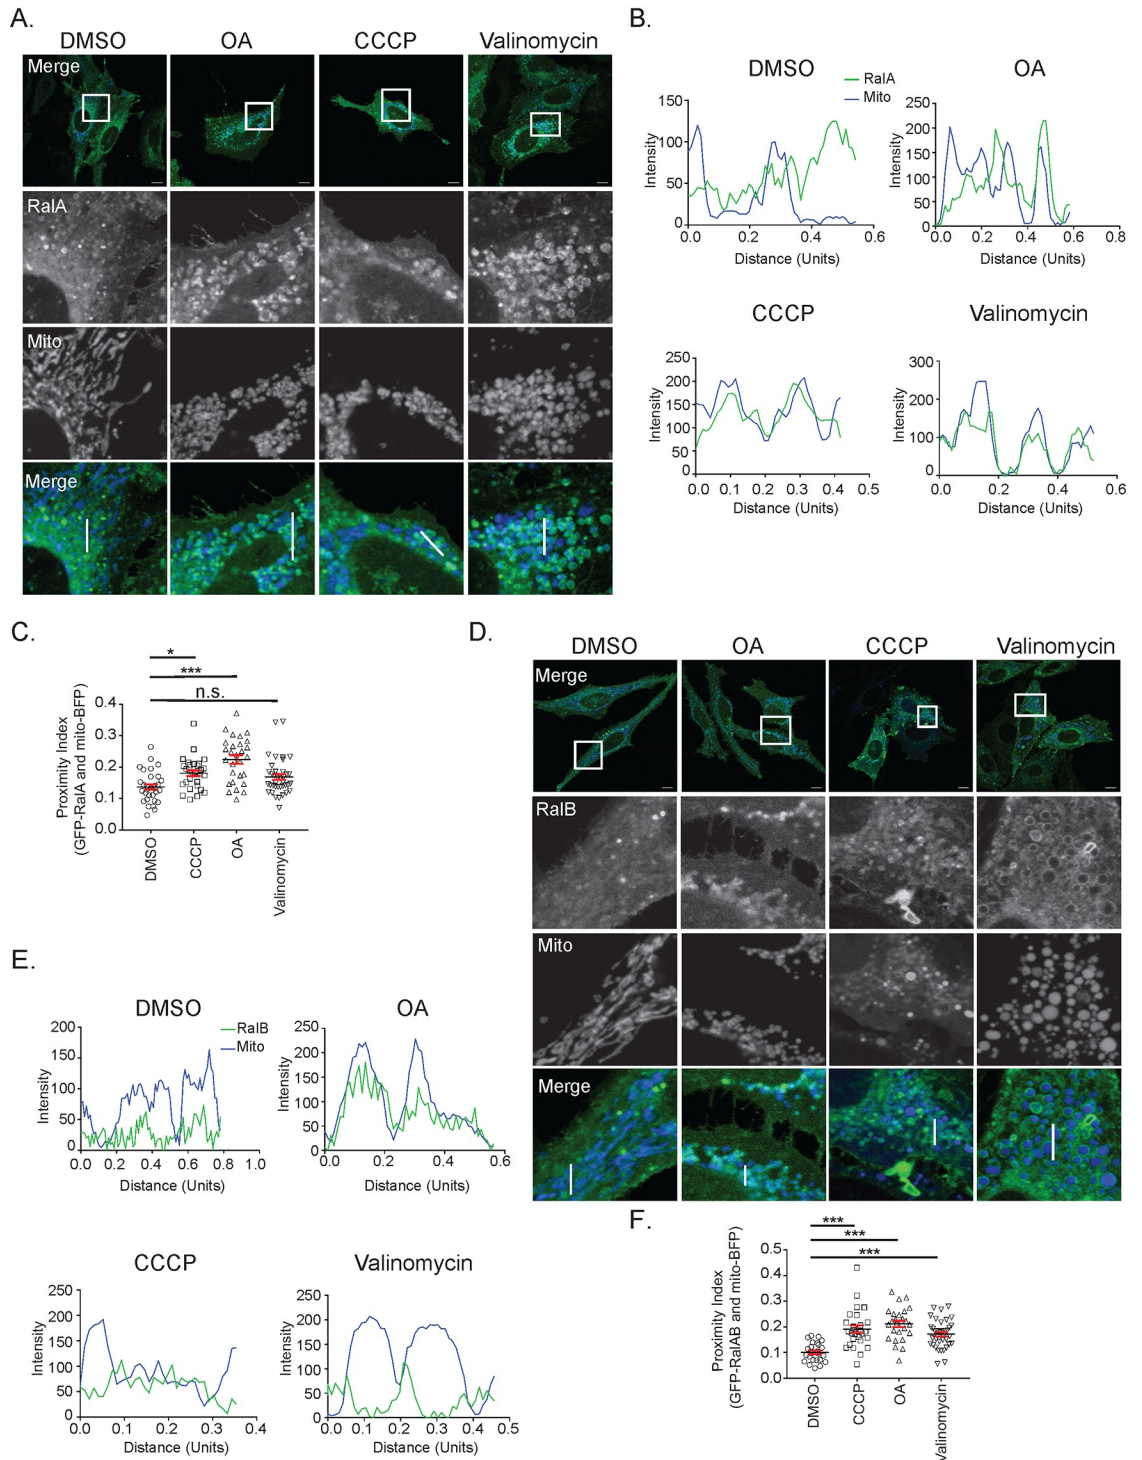 A.
DMSO OA CCCP Valinomycin
Merge
RalA
Mito
Merge
B.
DMSO
RalA
Mito
Intensity
150
100
50
0
0.0 0.2 0.4 0.6
Distance (Units)
OA
Intensity
250
200
150
100
50
0
0.0 0.2 0.4 0.6 0.8
Distance (Units)
CCCP
Intensity
250
200
150
100
50
0
0.0 0.1 0.2 0.3 0.4 0.5
Distance (Units)
Valinomycin
Intensity
300
200
100
0
0.0 0.2 0.4 0.6
Distance (Units)
C.
*
***
n.s.
Proximity Index
(GFP-RalA and mito-BFP)
0.4
0.3
0.2
0.1
0.0
DMSO
CCCP
OA
Valinomycin
D.
DMSO OA CCCP Valinomycin
Merge
RalB
Mito
Merge
E.
DMSO
RalB
Mito
Intensity
200
150
100
50
0
0.0 0.2 0.4 0.6 0.8 1.0
Distance (Units)
OA
Intensity
250
200
150
100
50
0
0.0 0.2 0.4 0.6
Distance (Units)
CCCP
Intensity
250
200
150
100
50
0
0.0 0.1 0.2 0.3 0.4
Distance (Units)
Valinomycin
Intensity
300
250
200
150
100
50
0
0.0 0.1 0.2 0.3 0.4 0.5
Distance (Units)
F.
***
***
***
Proximity Index
(GFP-RalAB and mito-BFP)
0.5
0.4
0.3
0.2
0.1
0.0
DMSO
CCCP
OA
Valinomycin